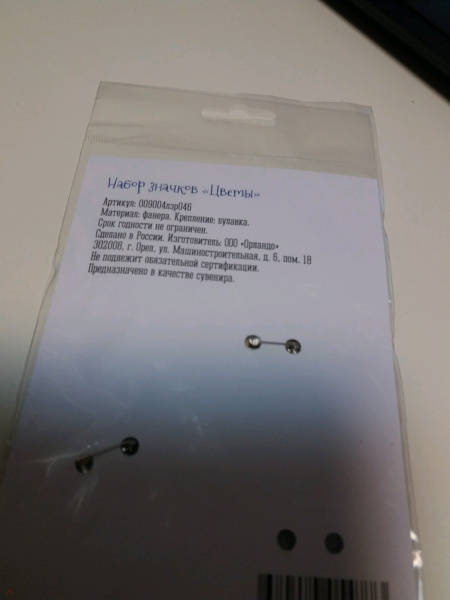 Набор значков «Цветы»
Артикул: 009004лзр046
Материал: фанера. Крепление: булавка.
Срок годности не ограничен.
Сделано в России. Изготовитель: ООО «Орландо»
302008, г. Орел, ул. Машиностроительная, д. 6, пом. 18
Не подлежит обязательной сертификации.
Предназначено в качестве сувенира.